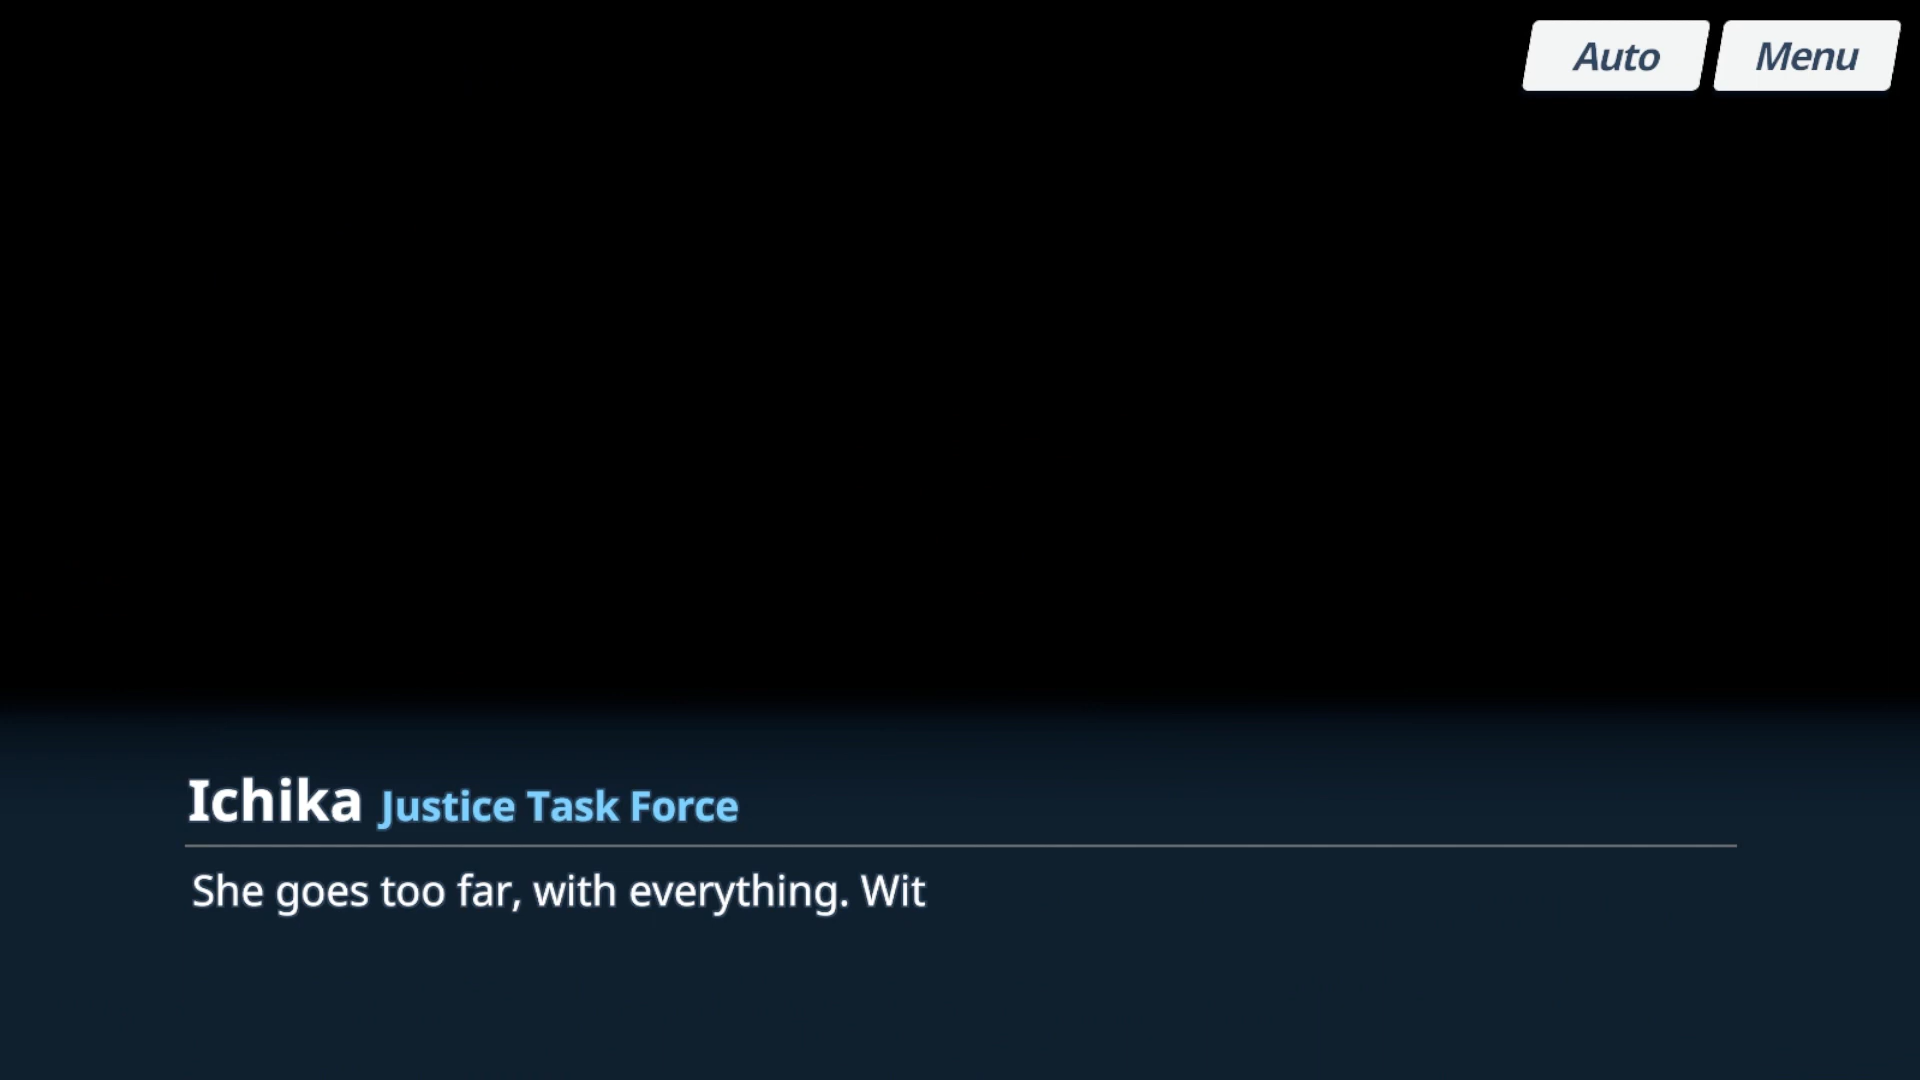 Auto Menu
Ichika Justice Task Force
She goes too far, with everything. Wit